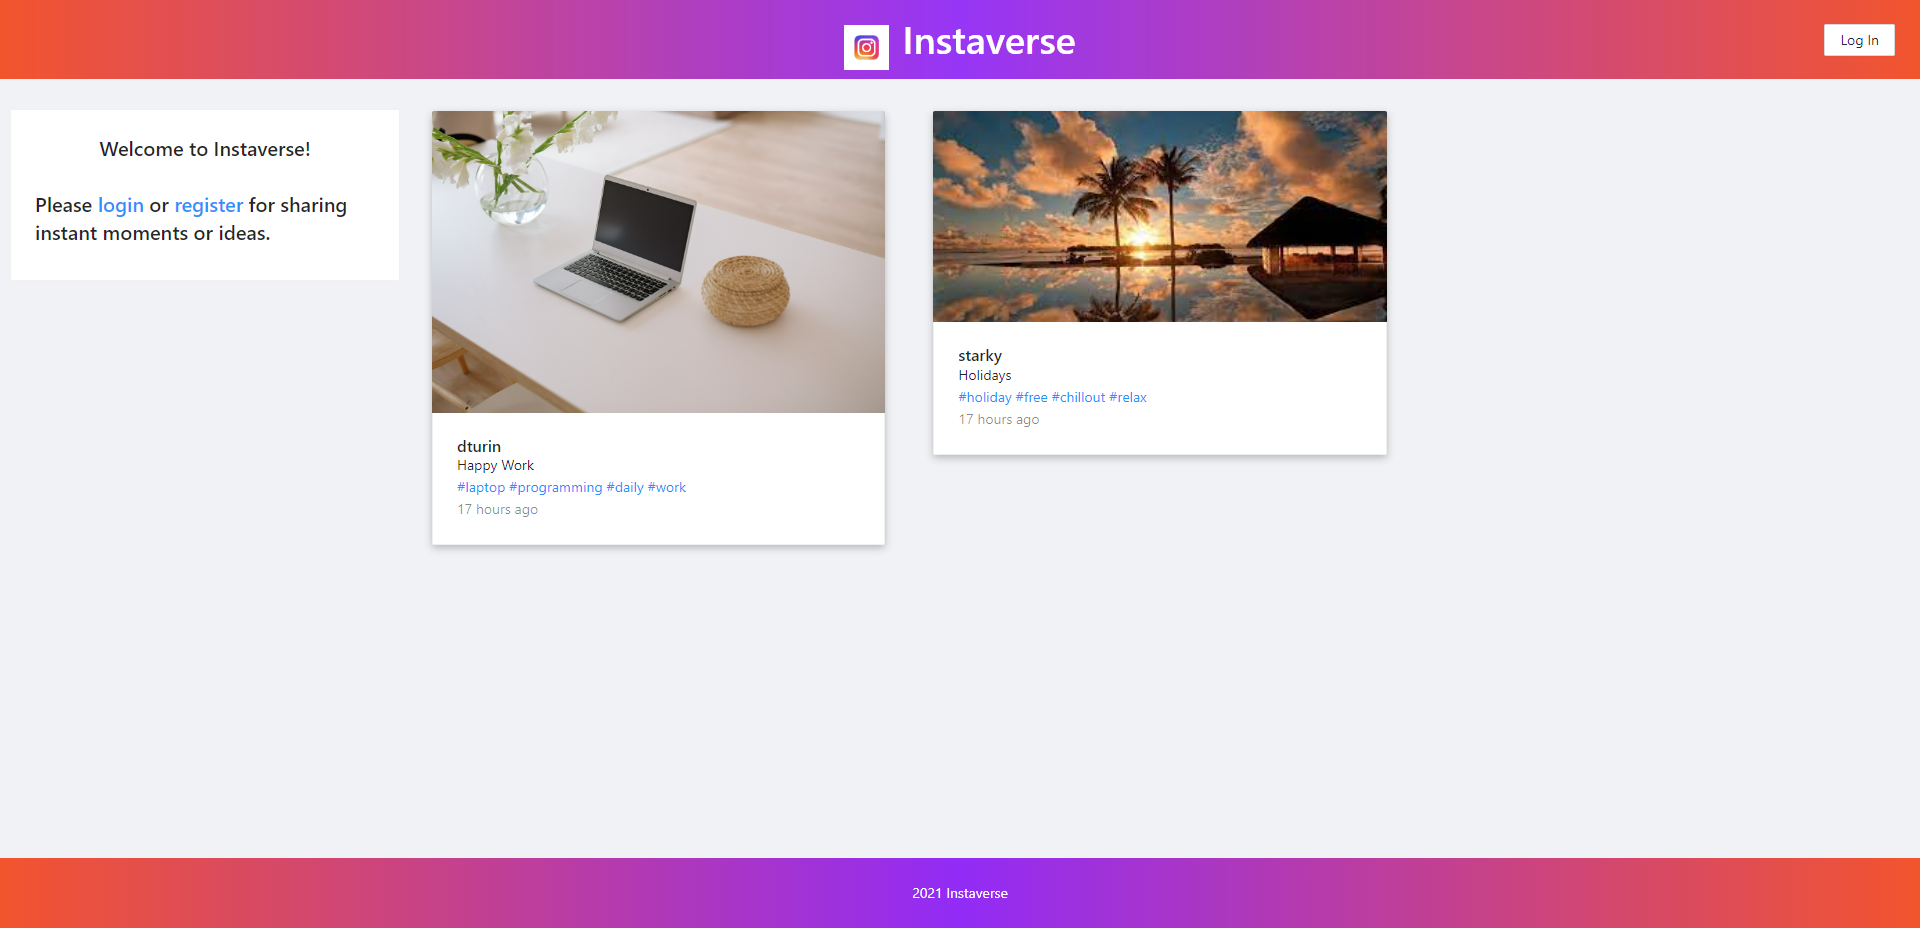 Instaverse
Log In
Welcome to Instaverse!
Please login or register for sharing
instant moments or ideas.
dturin
Happy Work
#laptop #programming #daily #work
17 hours ago
starky
Holidays
#holiday #free #chillout #relax
17 hours ago
2021 Instaverse